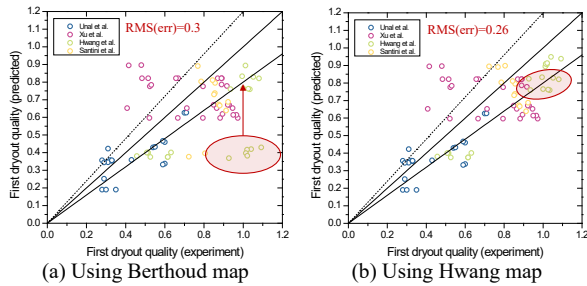 RMS(err)=0.3
Unal et al.
Xu et al.
Hwang et al.
Santini et al.
First dryout quality (predicted)
1.2
1.1
1.0
0.9
0.8
0.7
0.6
0.5
0.4
0.3
0.2
0.1
0.0
0.0 0.2 0.4 0.6 0.8 1.0 1.2
First dryout quality (experiment)
(a) Using Berthoud map
RMS(err)=0.26
Unal et al.
Xu et al.
Hwang et al.
Santini et al.
First dryout quality (predicted)
1.2
1.1
1.0
0.9
0.8
0.7
0.6
0.5
0.4
0.3
0.2
0.1
0.0
0.0 0.2 0.4 0.6 0.8 1.0 1.2
First dryout quality (experiment)
(b) Using Hwang map